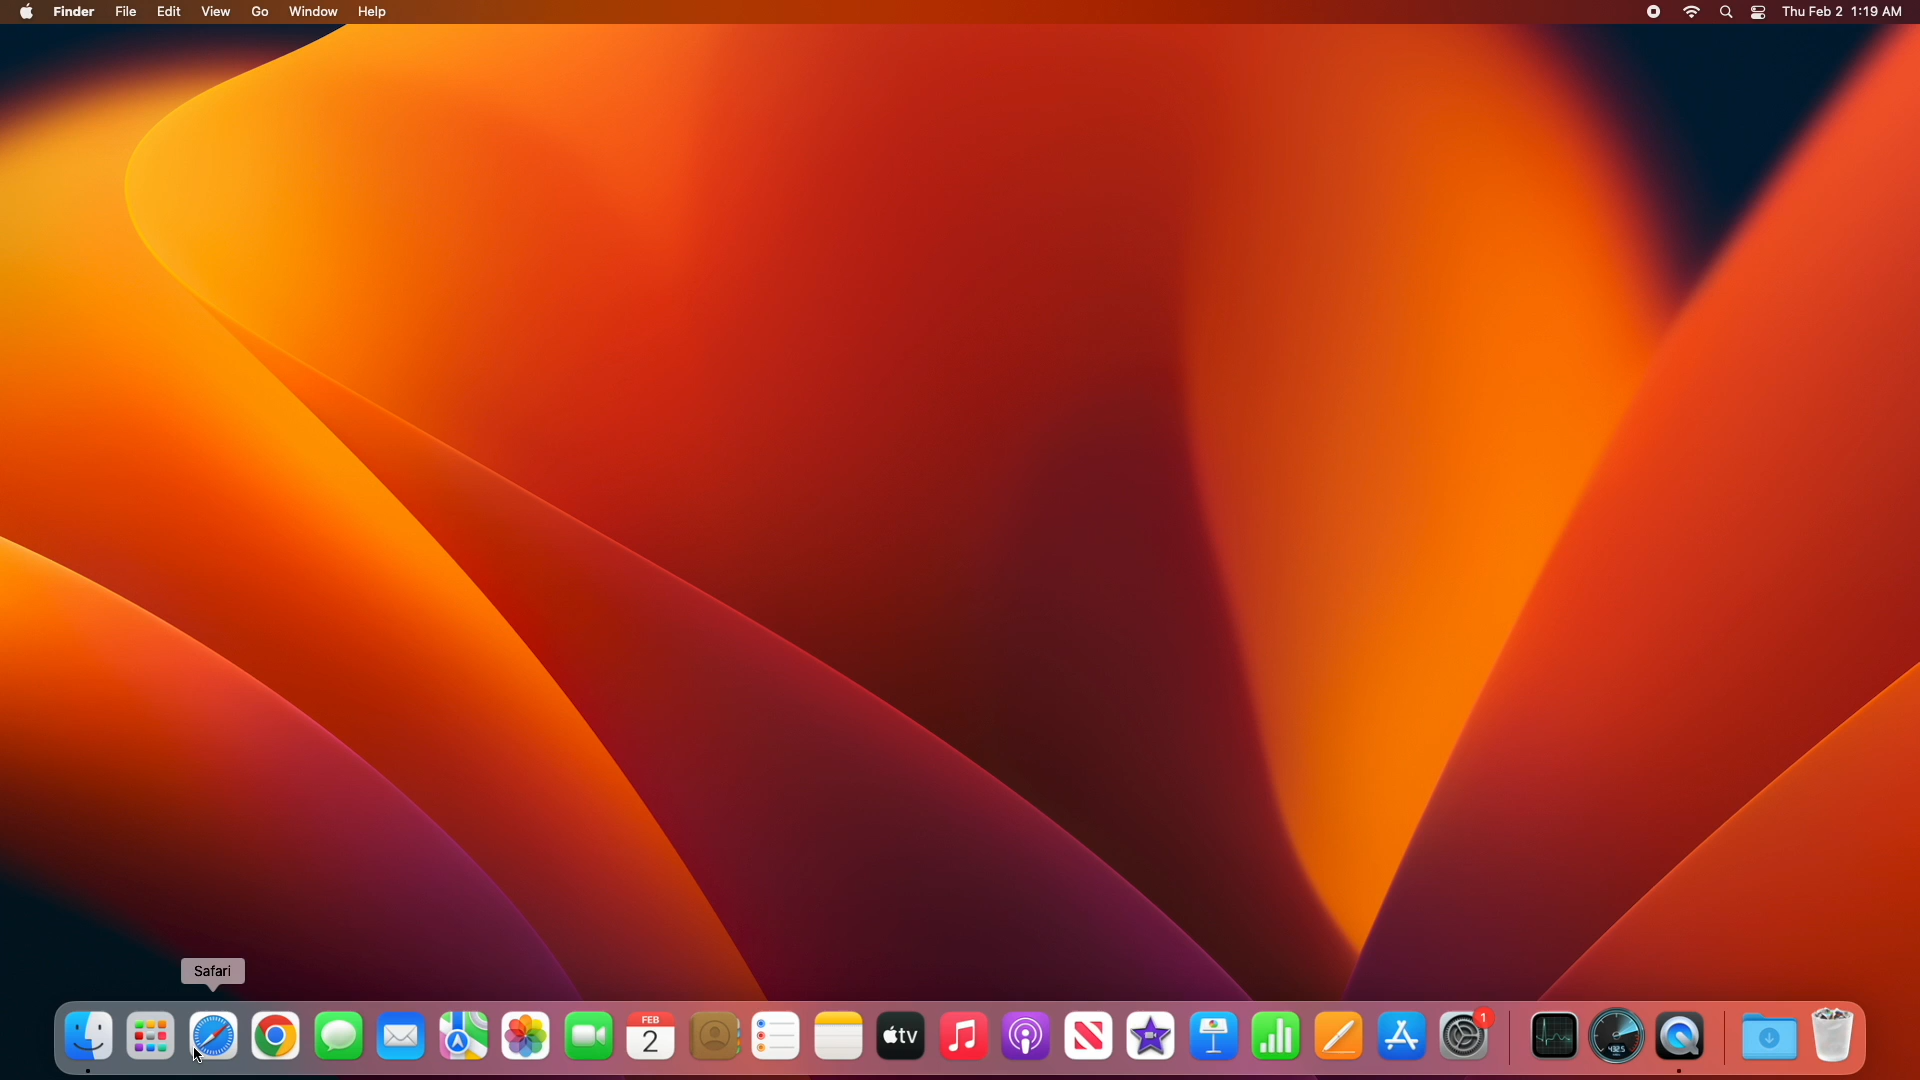 Finder File Edit View Go Window Help
Thu Feb 2 1:19 AM
Safari
FEB
2
tv
1